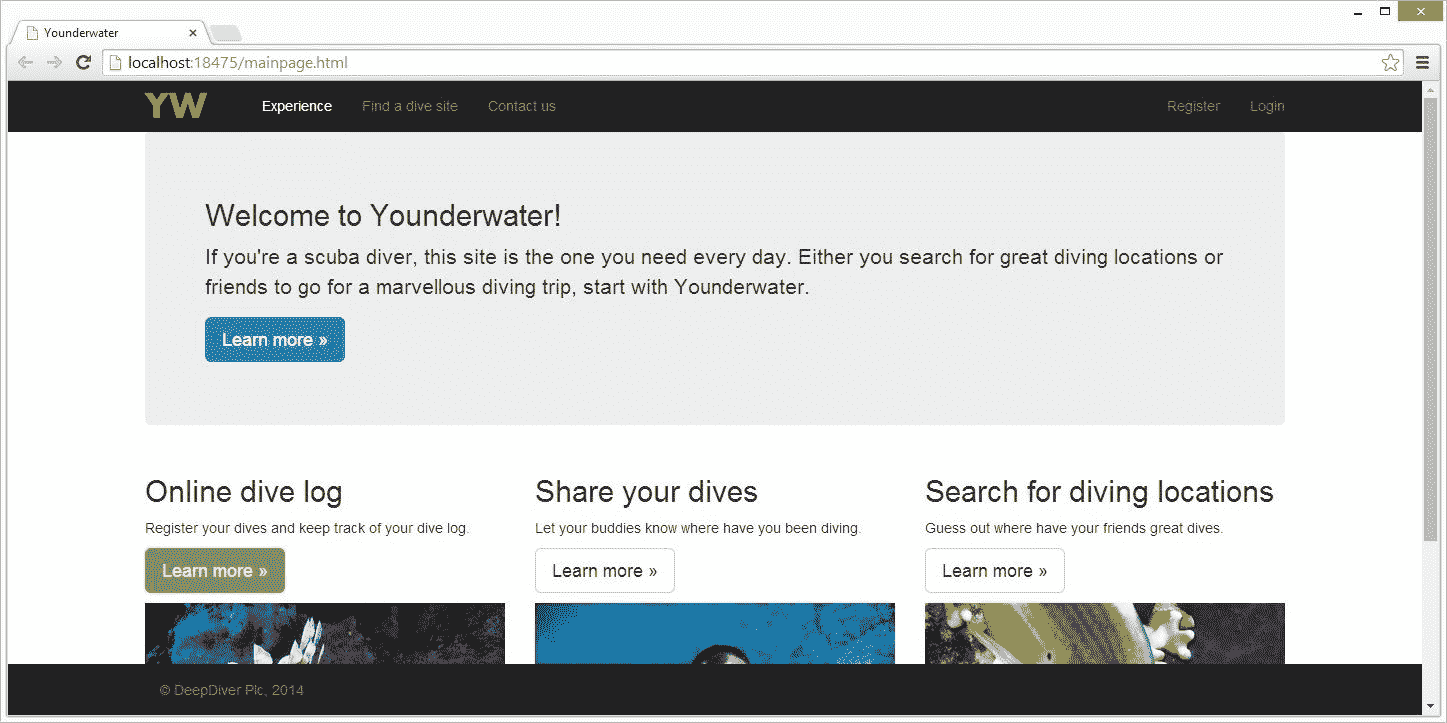 Younderwater
localhost:18475/mainpage.html
YW Experience Find a dive site Contact us Register Login
Welcome to Younderwater!
If you're a scuba diver, this site is the one you need every day. Either you search for great diving locations or
friends to go for a marvellous diving trip, start with Younderwater.
Learn more »
Online dive log
Register your dives and keep track of your dive log.
Learn more »
Share your dives
Let your buddies know where have you been diving.
Learn more »
Search for diving locations
Guess out where have your friends great dives.
Learn more »
© DeepDiver Plc, 2014